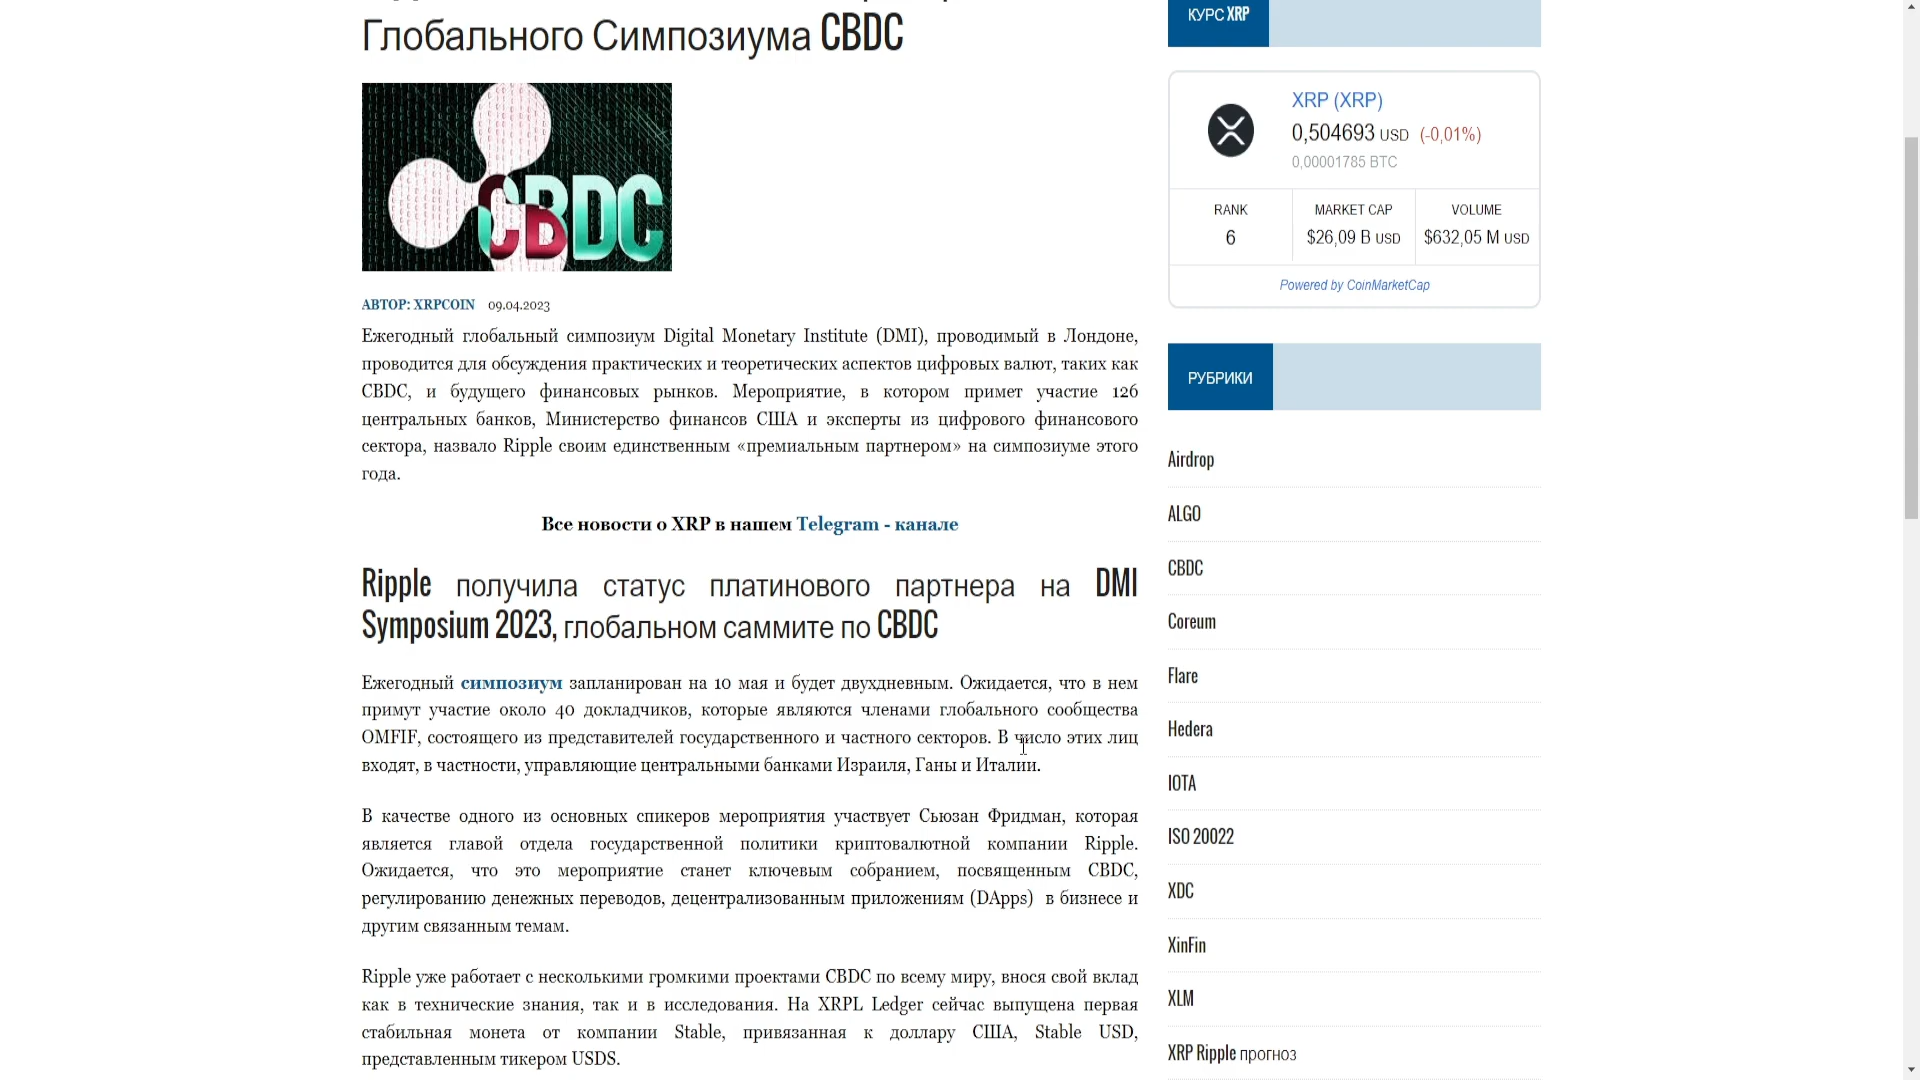 Глобального Симпозиума CBDC
CBDC
АВТОР: XRPCOIN 09.04.2023
Ежегодный глобальный симпозиум Digital Monetary Institute (DMI), проводимый в Лондоне,
проводится для обсуждения практических и теоретических аспектов цифровых валют, таких как
CBDC, и будущего финансовых рынков. Мероприятие, в котором примет участие 126
центральных банков, Министерство финансов США и эксперты из цифрового финансового
сектора, назвало Ripple своим единственным «премиальным партнером» на симпозиуме этого
года.
Все новости о XRP в нашем Telegram - канале
Ripple получила статус платинового партнера на DMI
Symposium 2023, глобальном саммите по CBDC
Ежегодный симпозиум запланирован на 10 мая и будет двухдневным. Ожидается, что в нем
примут участие около 40 докладчиков, которые являются членами глобального сообщества
OMFIF, состоящего из представителей государственного и частного секторов. В число этих лиц
входят, в частности, управляющие центральными банками Израиля, Ганы и Италии.
В качестве одного из основных спикеров мероприятия участвует Сьюзан Фридман, которая
является главой отдела государственной политики криптовалютной компании Ripple.
Ожидается, что это мероприятие станет ключевым собранием, посвященным CBDC,
регулированию денежных переводов, децентрализованным приложениям (DApps) в бизнесе и
другим связанным темам.
Ripple уже работает с несколькими громкими проектами CBDC по всему миру, внося свой вклад
как в технические знания, так и в исследования. На XRPL Ledger сейчас выпущена первая
стабильная монета от компании Stable, привязанная к доллару США, Stable USD,
представленным тикером USDS.
КУРС XRP
XRP (XRP)
0,504693 USD (-0,01%)
0,00001785 BTC
RANK MARKET CAP VOLUME
6 $26,09 B USD $632,05 M USD
Powered by CoinMarketCap
РУБРИКИ
Airdrop
ALGO
CBDC
Coreum
Flare
Hedera
IOTA
ISO 20022
XDC
XinFin
XLM
XRP Ripple прогноз